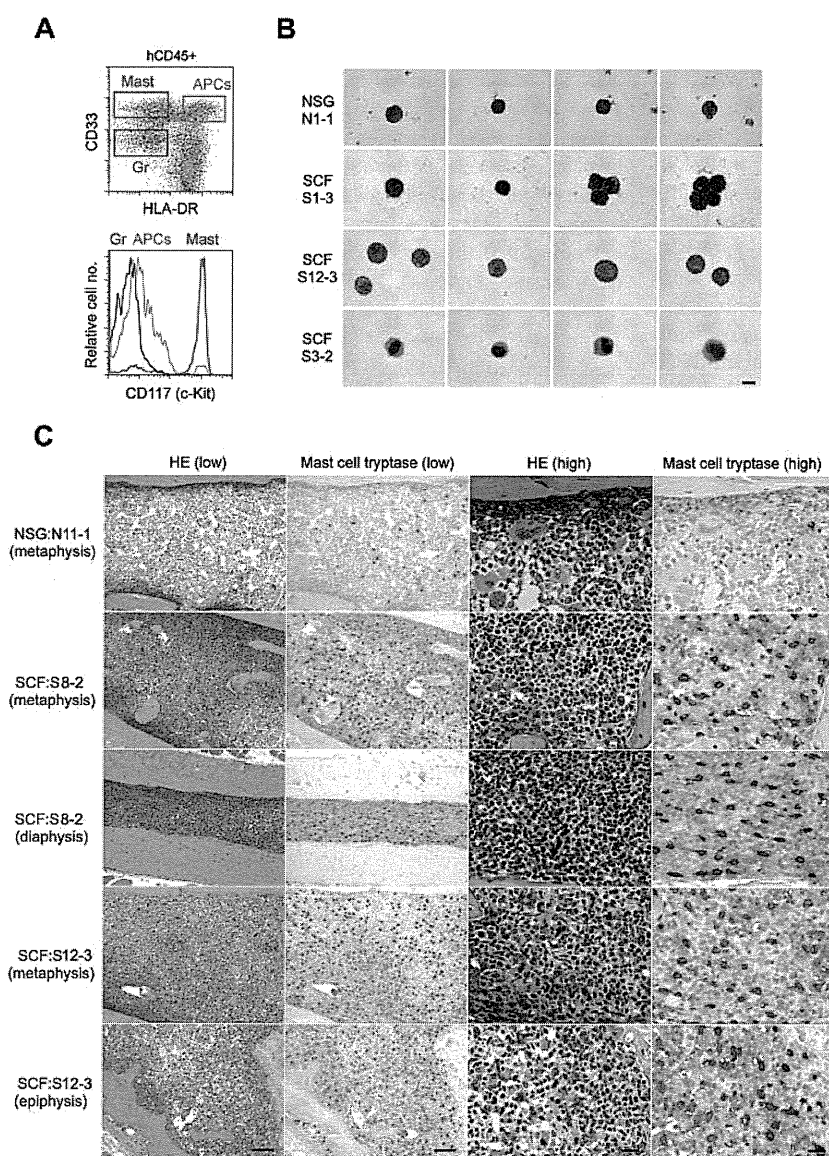 A
hCD45+
Mast
APCs
Gr
CD33
HLA-DR
Gr APCs
Mast
Relative cell no.
CD117 (c-Kit)
B
NSG
N1-1
SCF
S1-3
SCF
S12-3
SCF
S3-2
C
HE (low)
Mast cell tryptase (low)
HE (high)
Mast cell tryptase (high)
NSG:N11-1
(metaphysis)
SCF:S8-2
(metaphysis)
SCF:S8-2
(diaphysis)
SCF:S12-3
(metaphysis)
SCF:S12-3
(epiphysis)